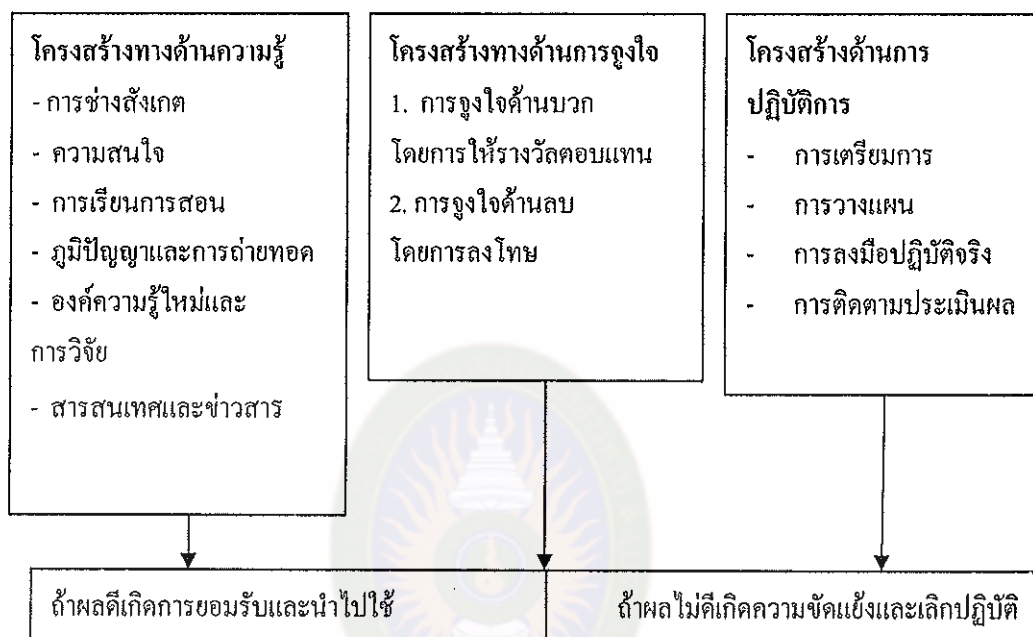 โครงสร้างทางด้านความรู้
- การช่างสังเกต
- ความสนใจ
- การเรียนการสอน
- ภูมิปัญญาและการถ่ายทอด
- องค์ความรู้ใหม่และ
การวิจัย
- สารสนเทศและข่าวสาร
โครงสร้างทางด้านการจูงใจ
1. การจูงใจด้านบวก
โดยการให้รางวัลตอบแทน
2. การจูงใจด้านลบ
โดยการลงโทษ
โครงสร้างด้านการ
ปฏิบัติการ
- การเตรียมการ
- การวางแผน
- การลงมือปฏิบัติจริง
- การติดตามประเมินผล
ถ้าผลดีเกิดการยอมรับและนำไปใช้
ถ้าผลไม่ดีเกิดความขัดแย้งและเลิกปฏิบัติ